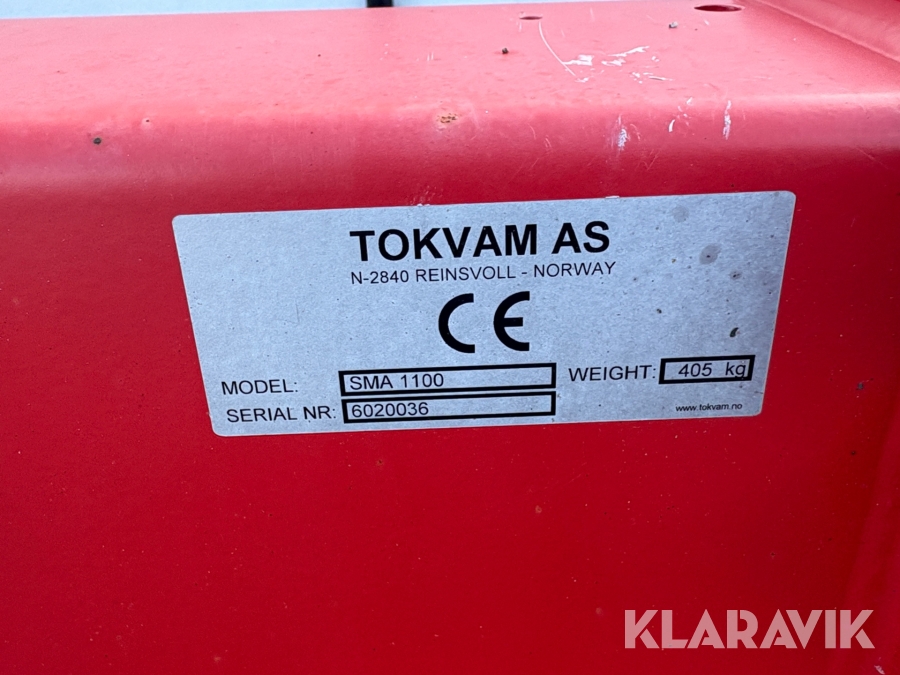 TOKVAM AS
N-2840 REINSVOLL - NORWAY
CE
MODEL: SMA 1100 WEIGHT: 405 kg
SERIAL NR: 6020036 www.tokvam.no
KLARAVIK